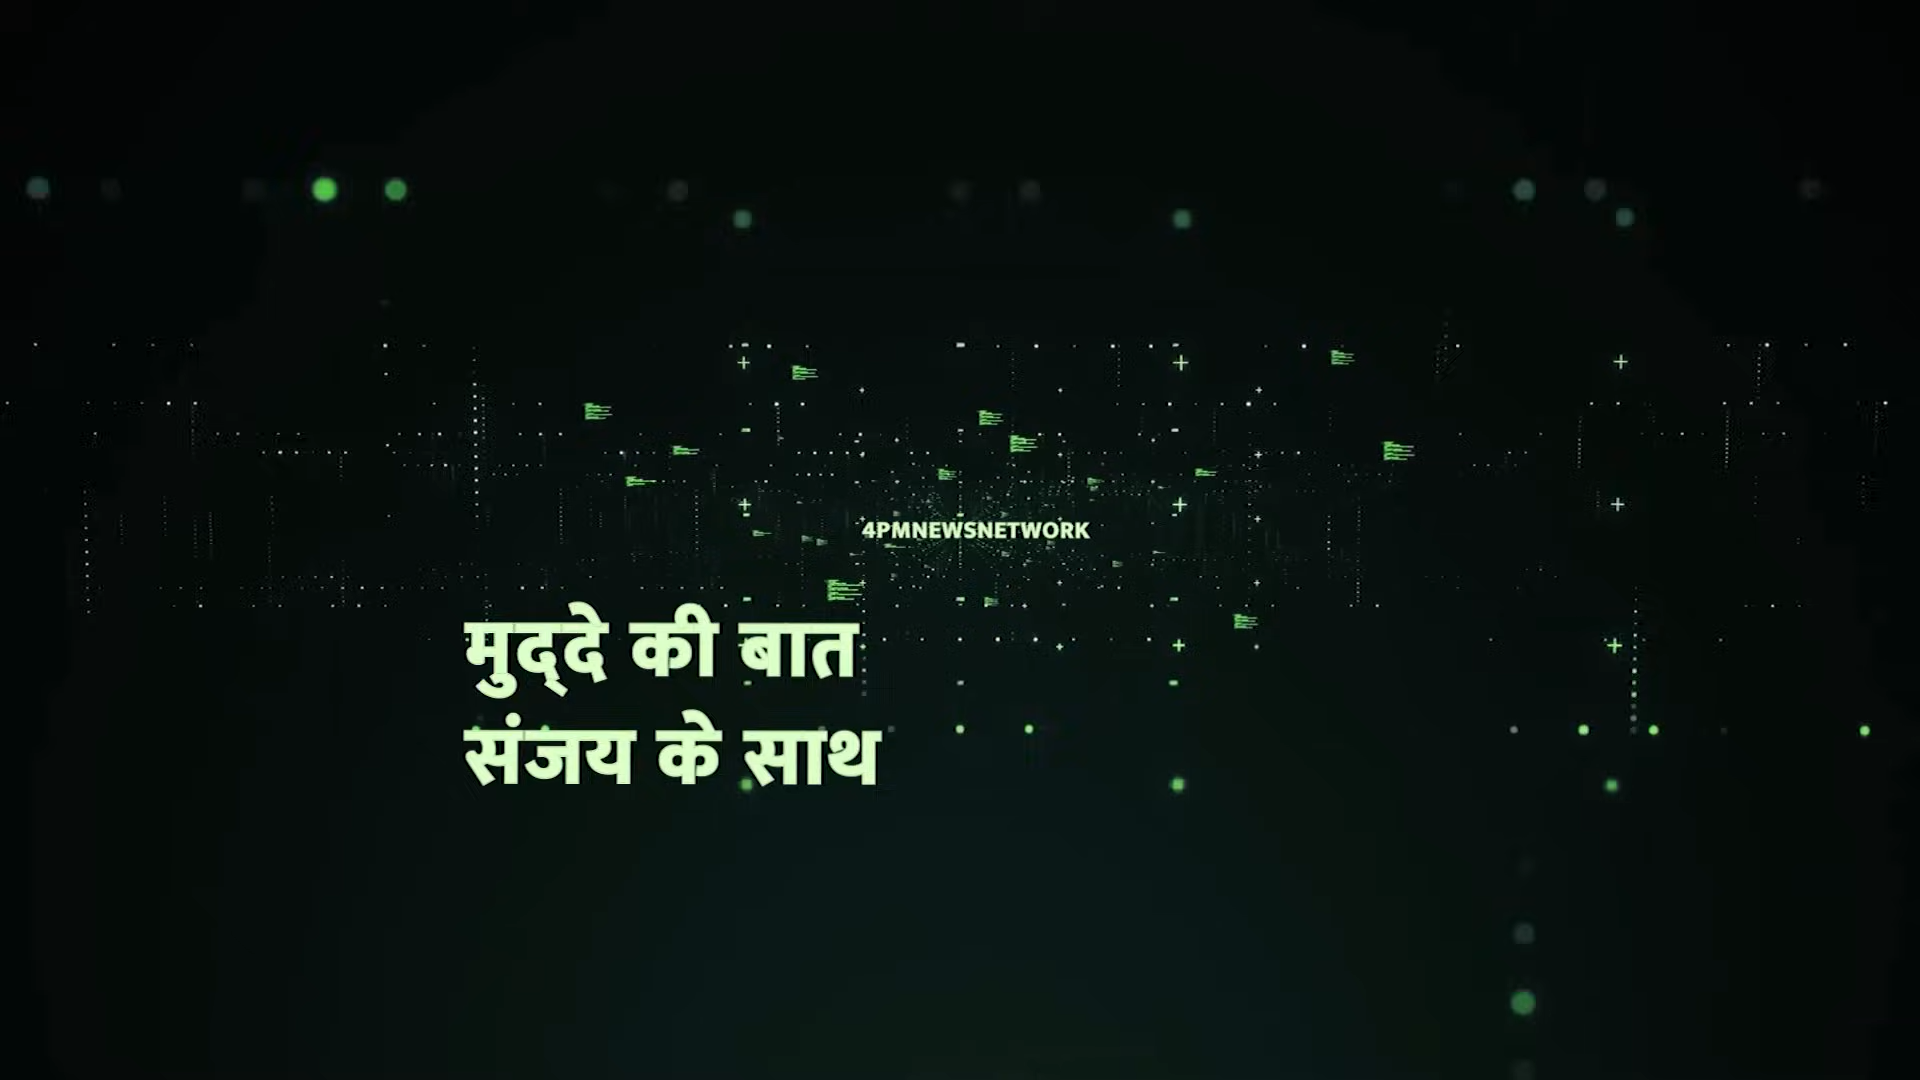 4PMNEWSNETWORK
मुद्दे की बात
संजय के साथ